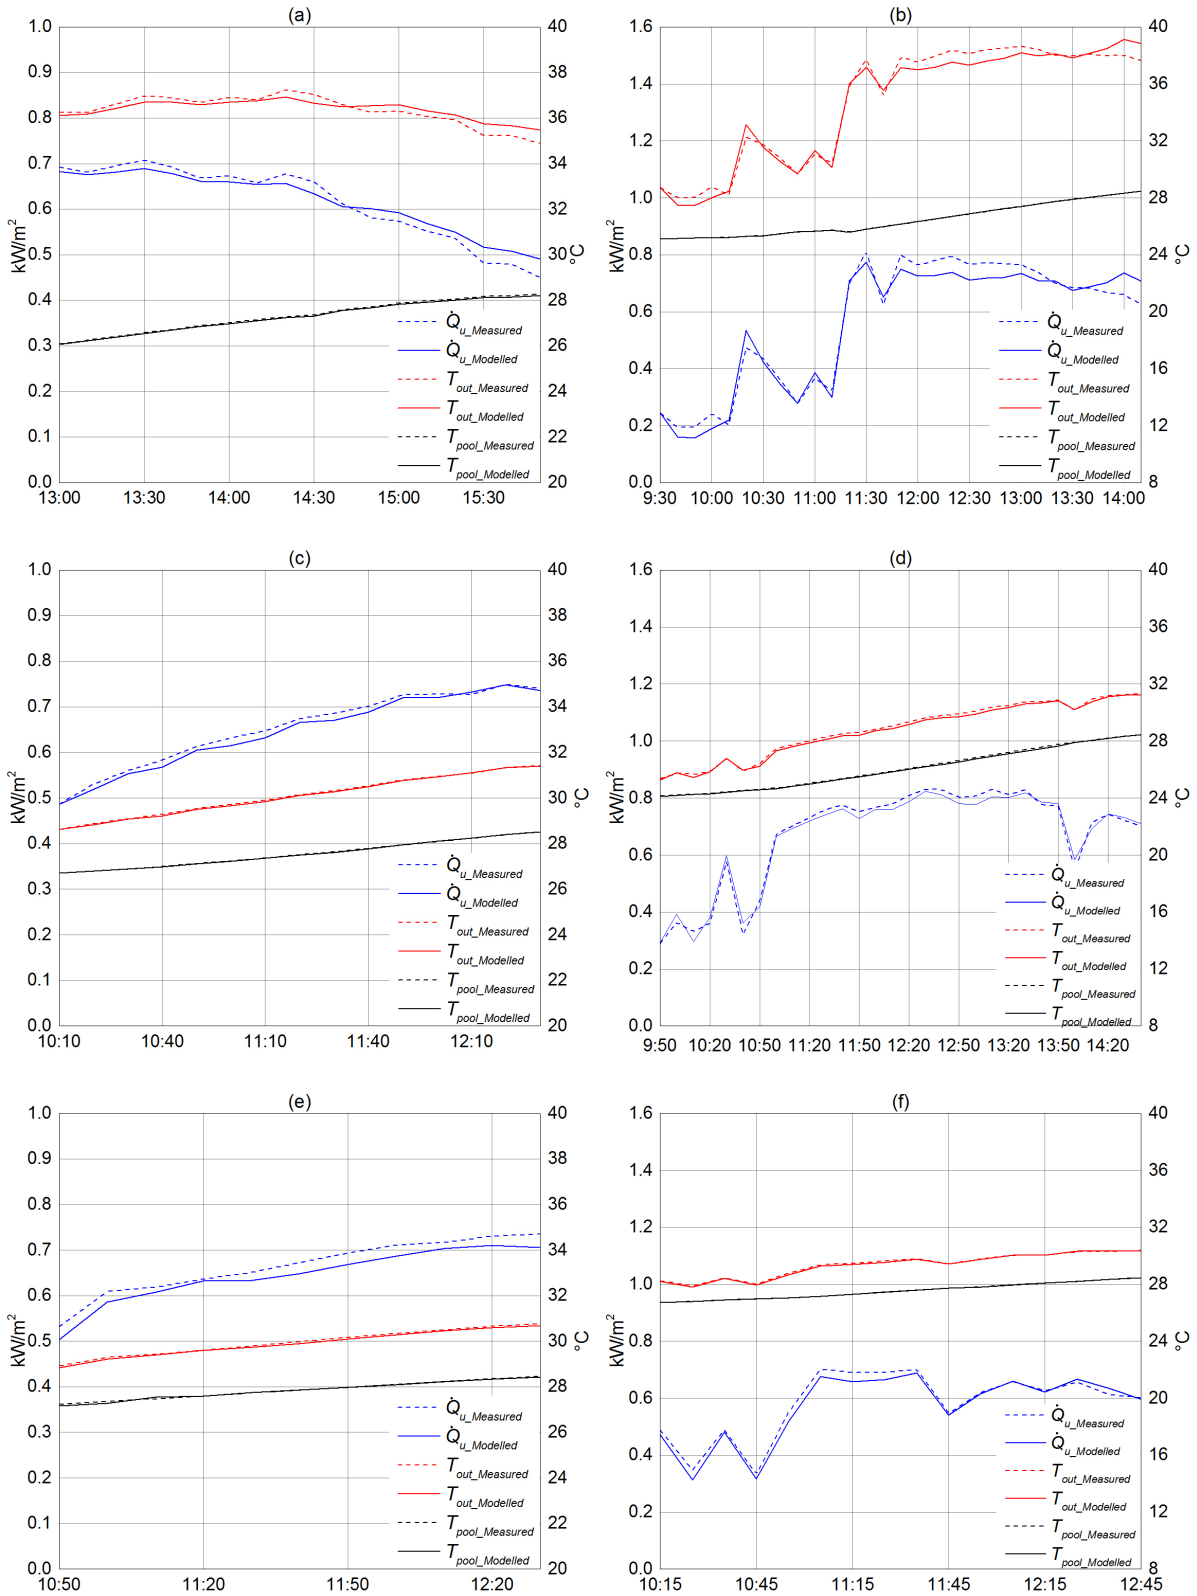 (a)
1.0
0.9
0.8
0.7
0.6
0.5
0.4
0.3
0.2
0.1
0.0
kW/m²
40
38
36
34
32
30
28
26
24
22
20
°C
13:00 13:30 14:00 14:30 15:00 15:30
Q̇u_Measured
Q̇u_Modelled
Tout_Measured
Tout_Modelled
Tpool_Measured
Tpool_Modelled
(b)
1.6
1.4
1.2
1.0
0.8
0.6
0.4
0.2
0.0
kW/m²
40
36
32
28
24
20
16
12
8
°C
9:30 10:00 10:30 11:00 11:30 12:00 12:30 13:00 13:30 14:00
Q̇u_Measured
Q̇u_Modelled
Tout_Measured
Tout_Modelled
Tpool_Measured
Tpool_Modelled
(c)
1.0
0.9
0.8
0.7
0.6
0.5
0.4
0.3
0.2
0.1
0.0
kW/m²
40
38
36
34
32
30
28
26
24
22
20
°C
10:10 10:40 11:10 11:40 12:10
Q̇u_Measured
Q̇u_Modelled
Tout_Measured
Tout_Modelled
Tpool_Measured
Tpool_Modelled
(d)
1.6
1.4
1.2
1.0
0.8
0.6
0.4
0.2
0.0
kW/m²
40
36
32
28
24
20
16
12
8
°C
9:50 10:20 10:50 11:20 11:50 12:20 12:50 13:20 13:50 14:20
Q̇u_Measured
Q̇u_Modelled
Tout_Measured
Tout_Modelled
Tpool_Measured
Tpool_Modelled
(e)
1.0
0.9
0.8
0.7
0.6
0.5
0.4
0.3
0.2
0.1
0.0
kW/m²
40
38
36
34
32
30
28
26
24
22
20
°C
10:50 11:20 11:50 12:20
Q̇u_Measured
Q̇u_Modelled
Tout_Measured
Tout_Modelled
Tpool_Measured
Tpool_Modelled
(f)
1.6
1.4
1.2
1.0
0.8
0.6
0.4
0.2
0.0
kW/m²
40
36
32
28
24
20
16
12
8
°C
10:15 10:45 11:15 11:45 12:15 12:45
Q̇u_Measured
Q̇u_Modelled
Tout_Measured
Tout_Modelled
Tpool_Measured
Tpool_Modelled